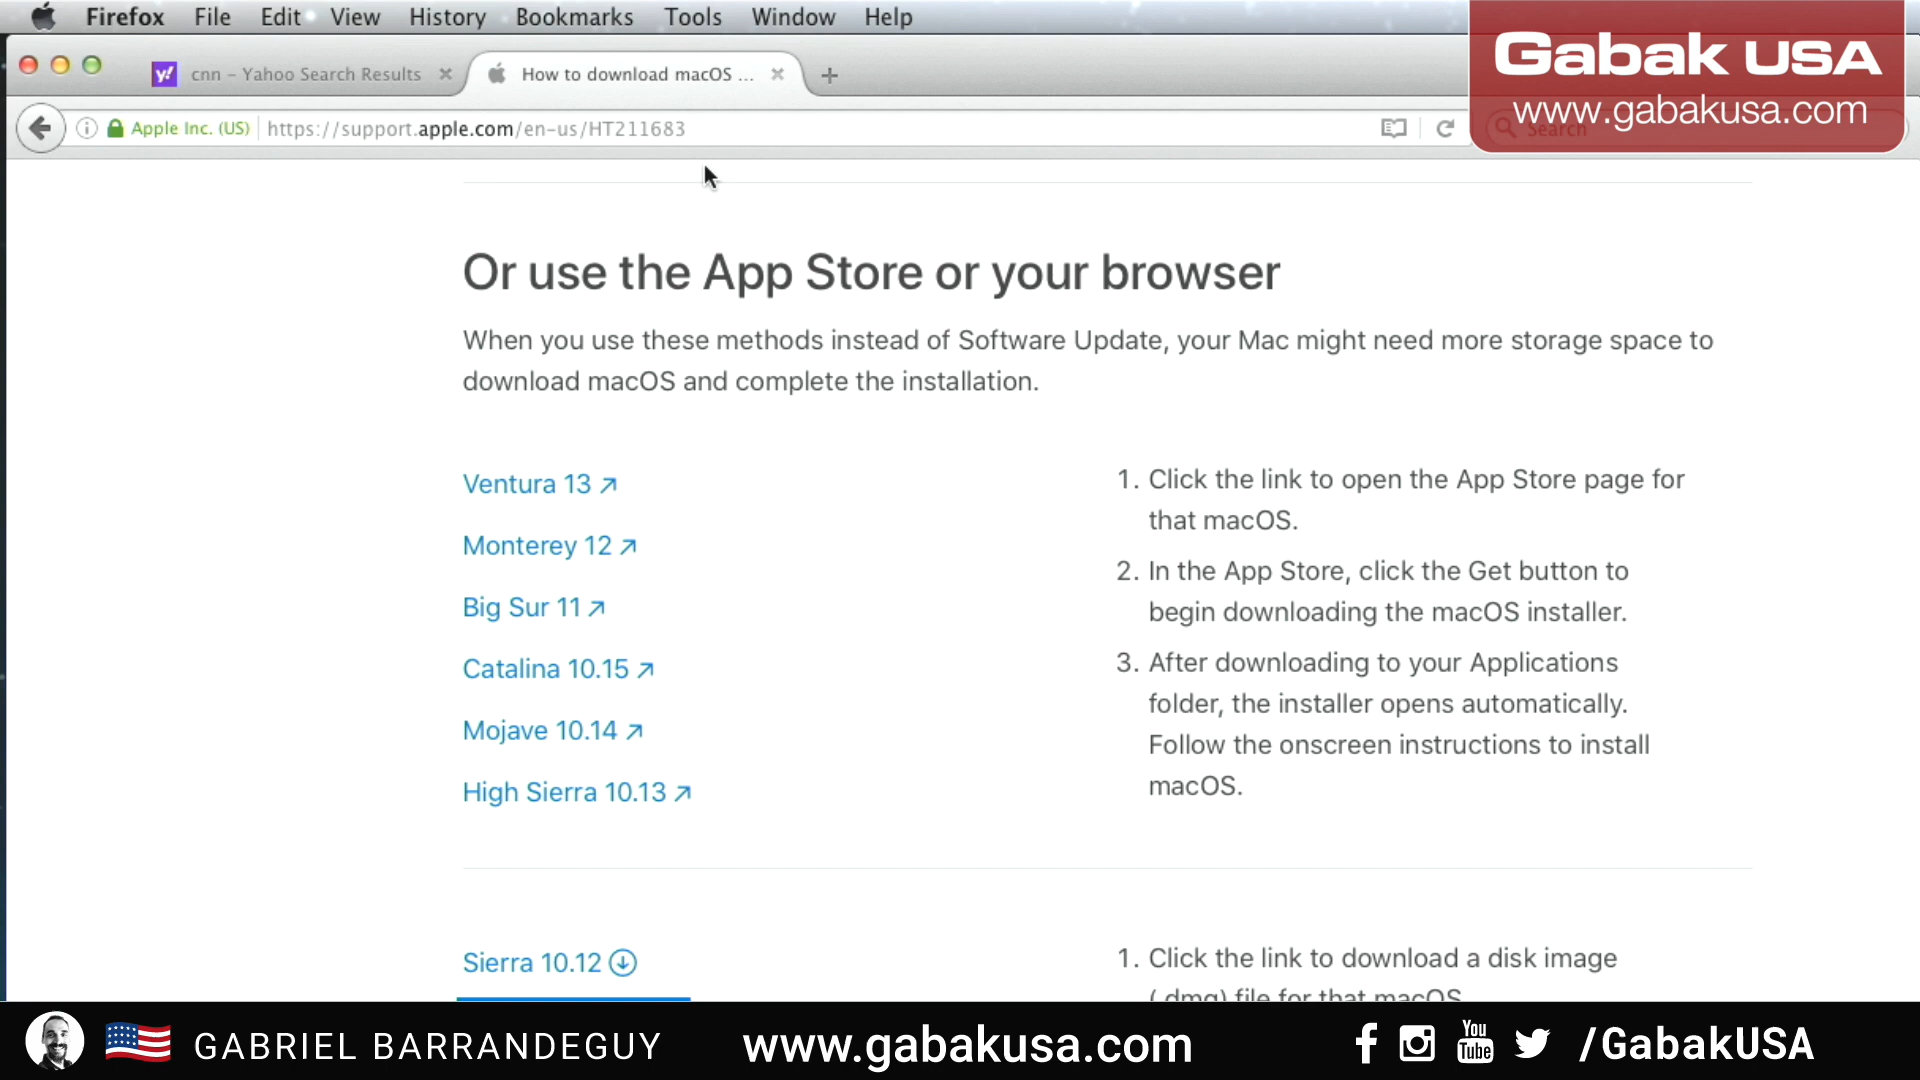 Firefox File Edit View History Bookmarks Tools Window Help
Gabak USA
www.gabakusa.com
y! cnn – Yahoo Search Results
How to download macOS ...
Apple Inc. (US) https://support.apple.com/en-us/HT211683
Search
Or use the App Store or your browser
When you use these methods instead of Software Update, your Mac might need more storage space to
download macOS and complete the installation.
Ventura 13
Monterey 12
Big Sur 11
Catalina 10.15
Mojave 10.14
High Sierra 10.13
1. Click the link to open the App Store page for
that macOS.
2. In the App Store, click the Get button to
begin downloading the macOS installer.
3. After downloading to your Applications
folder, the installer opens automatically.
Follow the onscreen instructions to install
macOS.
Sierra 10.12
1. Click the link to download a disk image
(.dmg) file for that macOS.
GABRIEL BARRANDEGUY
www.gabakusa.com
You
Tube
/GabakUSA